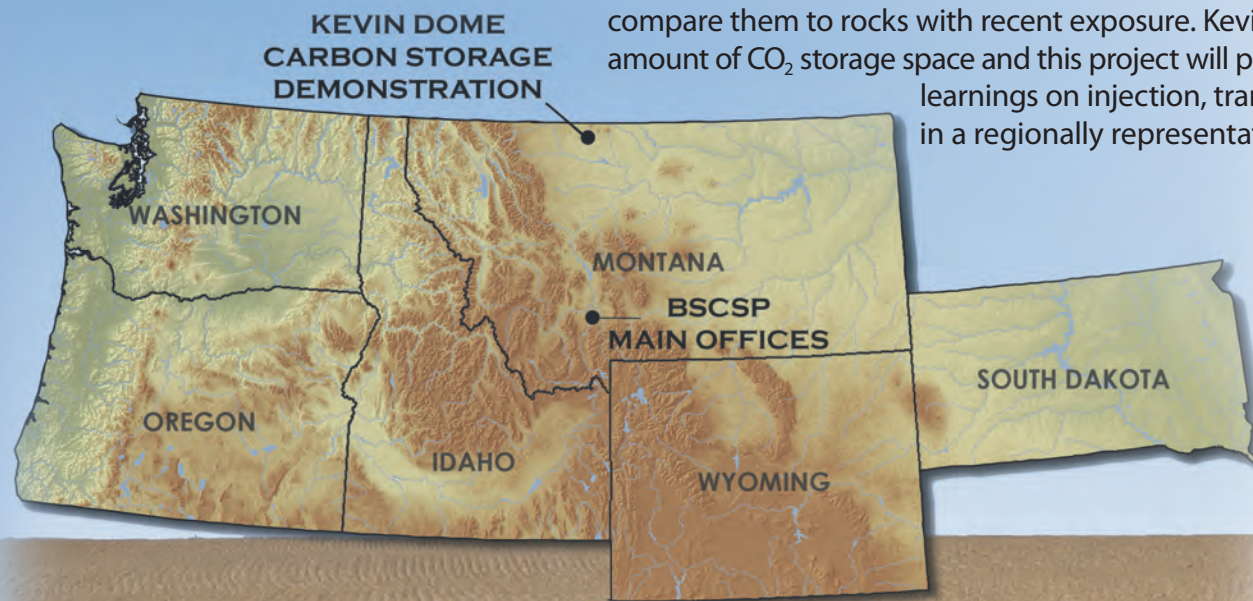 KEVIN DOME
CARBON STORAGE
DEMONSTRATION
compare them to rocks with recent exposure. Kevi
amount of CO₂ storage space and this project will p
learnings on injection, tran
in a regionally representa
WASHINGTON
MONTANA
BSCSP
MAIN OFFICES
SOUTH DAKOTA
OREGON
IDAHO
WYOMING